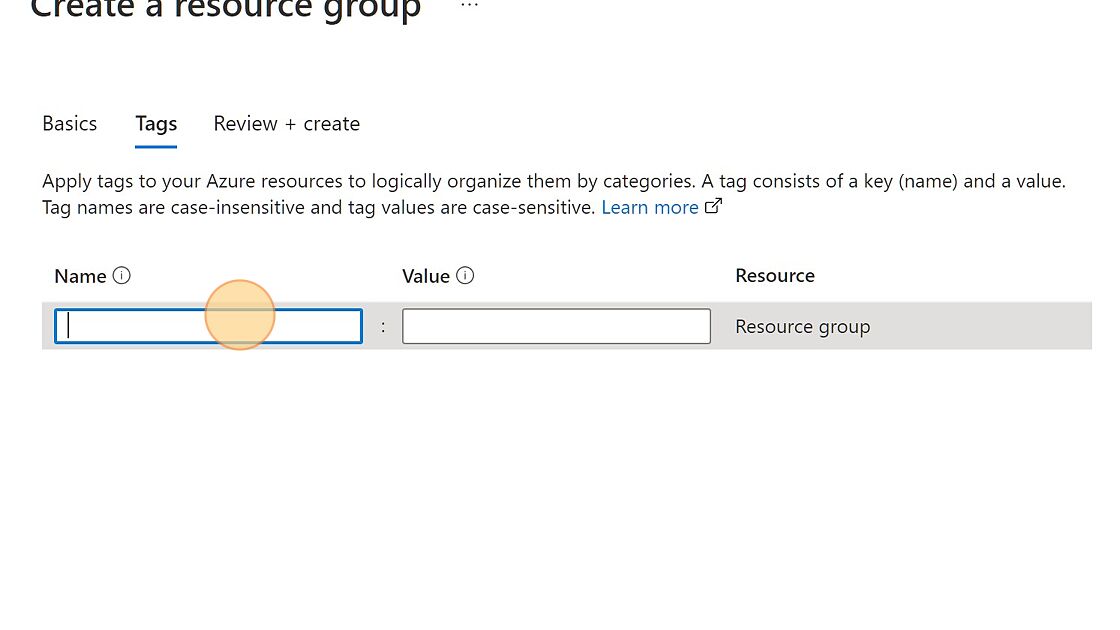 Create a resource group ...
Basics Tags Review + create
Apply tags to your Azure resources to logically organize them by categories. A tag consists of a key (name) and a value.
Tag names are case-insensitive and tag values are case-sensitive. Learn more
Name Value Resource
: Resource group